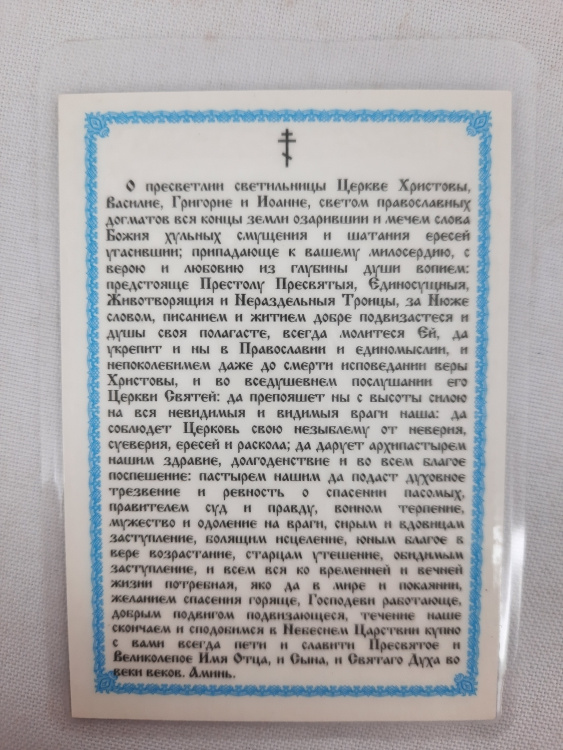 О пресветлии светильницы Церкве Христовы,
Василие, Григорие и Иоанне, светом православных
догматов вся концы земли озарившии и мечем слова
Божия хульных смущения и шатания ересей
угасившии; припадающе к вашему милосердию, с
верою и любовию из глубины души вопием:
предстояще Престолу Пресвятыя, Единосущныя,
Животворящия и Нераздельныя Троицы, за Нюже
словом, писанием и житием добре подвизастеся и
душы своя полагасте, всегда молитеся Ей, да
укрепит и ны в Православии и единомыслии, и
непоколебимем даже до смерти исповедании веры
Христовы, и во вседушевнем послушании его
Церкви Святей: да препояшет ны с высоты силою
на вся невидимыя и видимыя враги наша: да
соблюдет Церковь свою незыблему от неверия,
суеверия, ересей и раскола; да дарует архипастырем
нашим здравие, долгоденствие и во всем благое
поспешение: пастырем нашим да подаст духовное
трезвение и ревность о спасении пасомых,
правителем суд и правду, воином терпение,
мужество и одоление на враги, сирым и вдовицам
заступление, болящим исцеление, юным благое в
вере возрастание, старцам утешение, обидимым
заступление, и всем вся ко временней и вечней
жизни потребная, яко да в мире и покаянии,
желанием спасения горяще, Господеви работающе,
добрым подвигом подвизающеся, течение наше
скончаем и сподобимся в Небеснем Царствии купно
с вами всегда пети и славити Пресвятое и
Великолепое Имя Отца, и Сына, и Святаго Духа во
веки веков. Аминь.